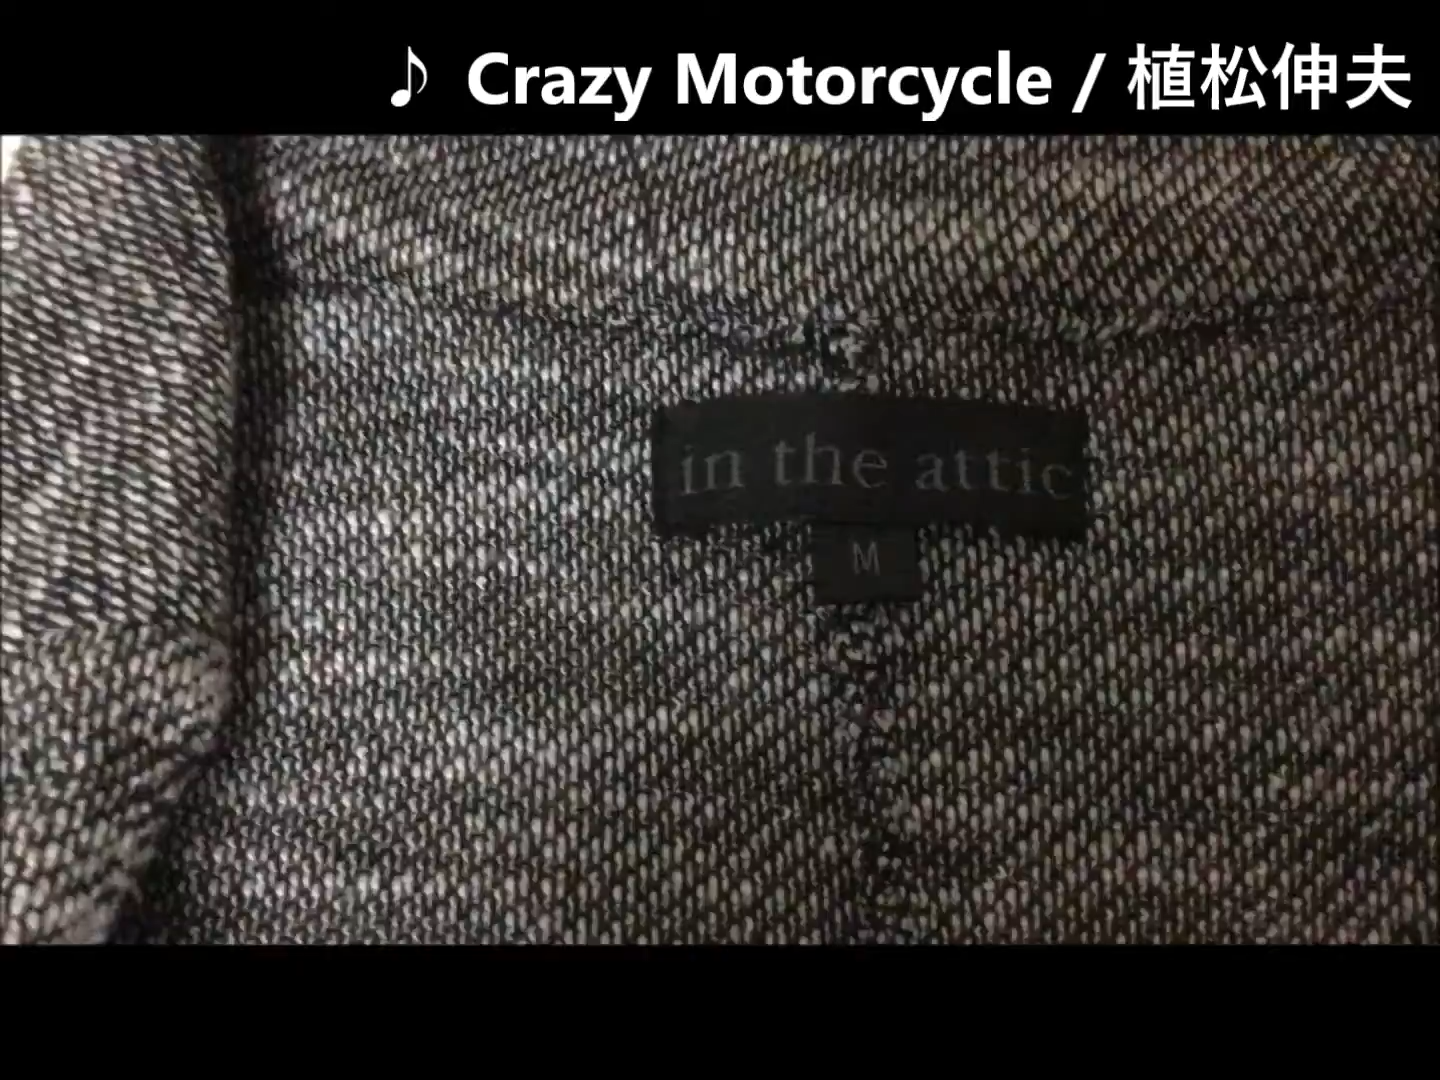 ♪ Crazy Motorcycle / 植松伸夫
in the attic
M